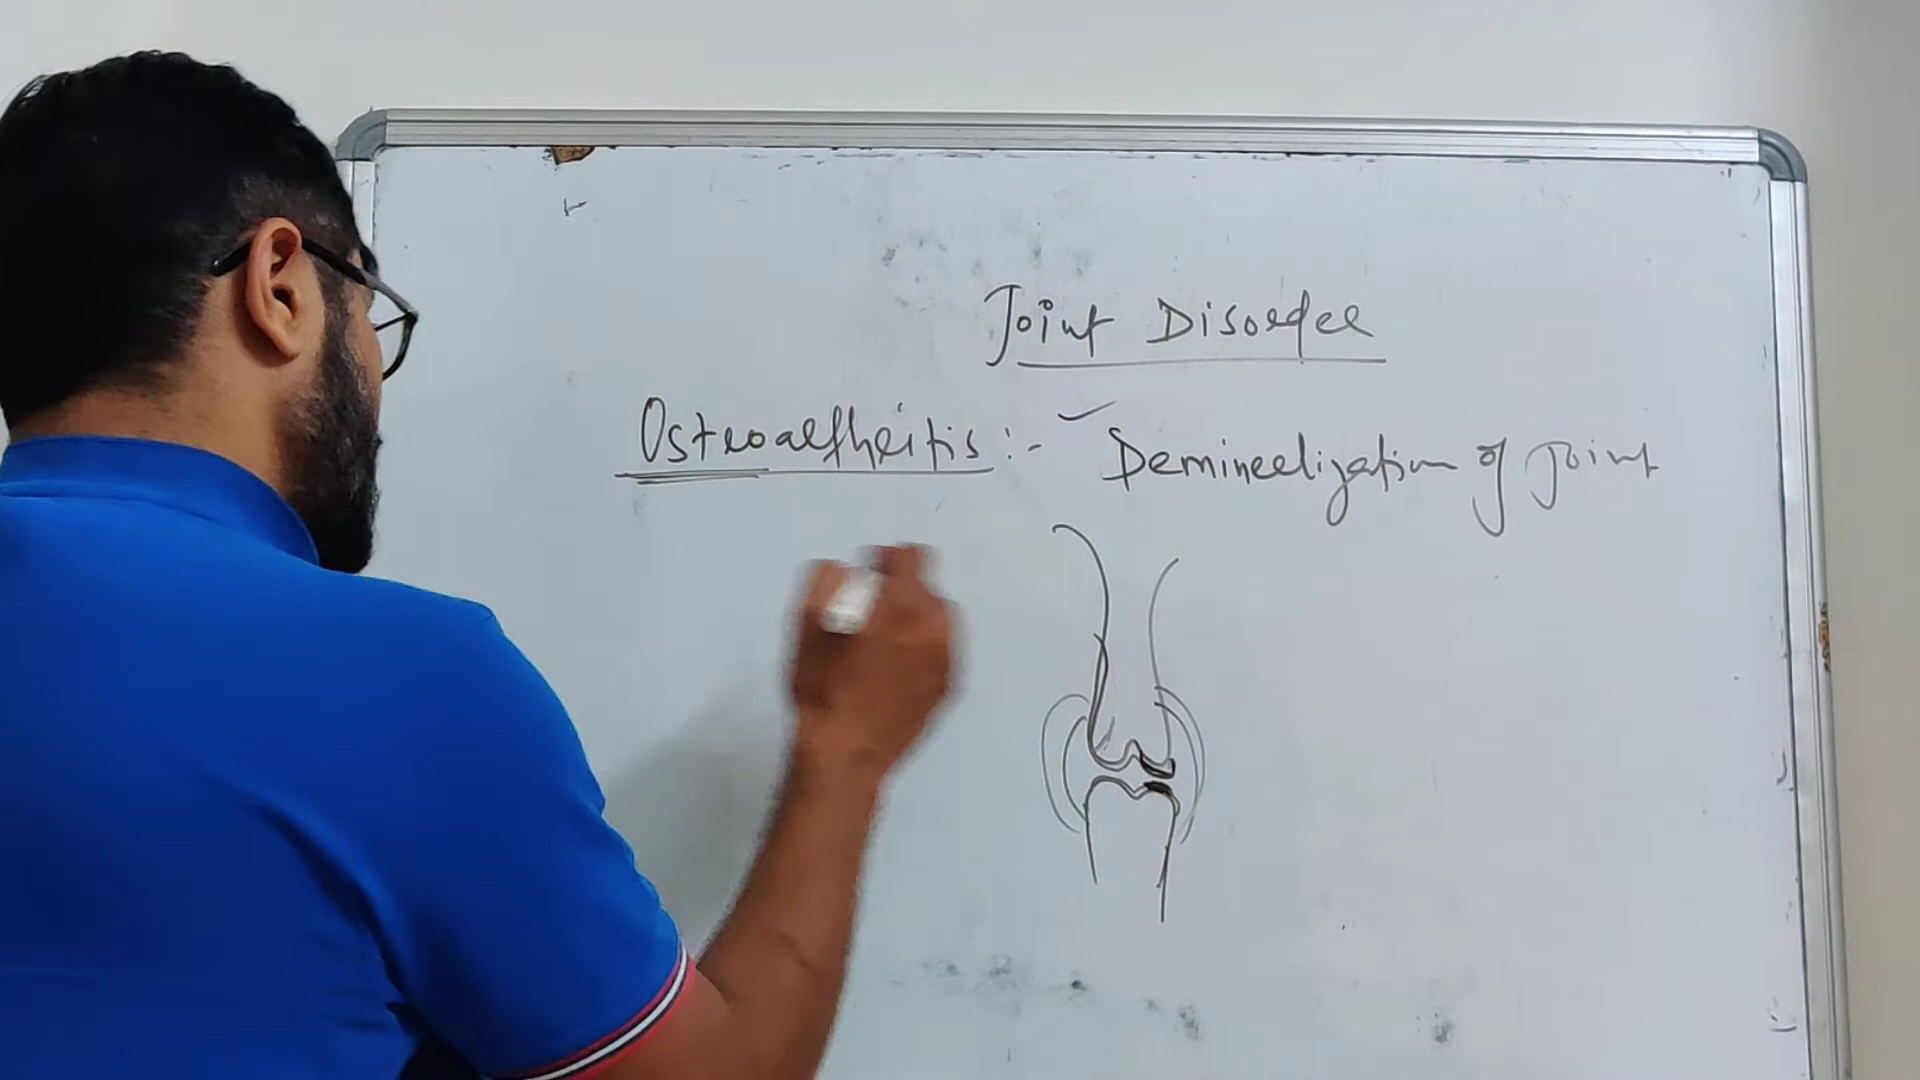 Joint Disorder
Osteoarthritis :- Demineralization of Joint